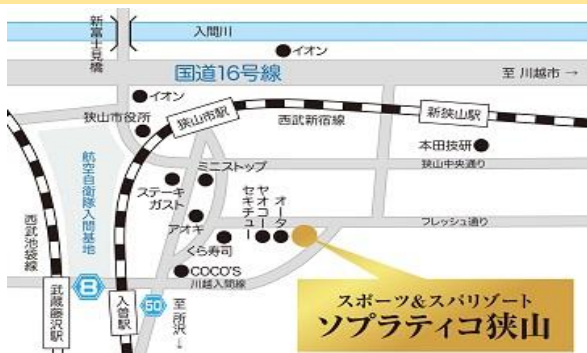 新富士見橋
入間川
イオン
国道16号線
至 川越市 →
イオン
狭山市役所
狭山市駅
西武新宿線
新狭山駅
本田技研
狭山中央通り
航空自衛隊入間基地
ミニストップ
ステーキ
ガスト
アオキ
セキチュー
ヤオコー
オータ
フレッシュ通り
くら寿司
COCO'S
川越入間線
西武池袋線
武蔵藤沢駅
8
入曽駅
50
至 所沢 →
スポーツ&スパリゾート
ソプラティコ狭山